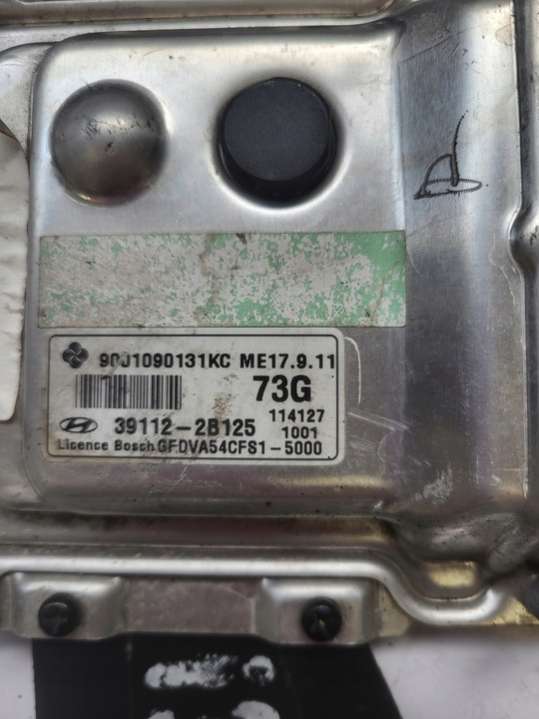 9001090131KC ME17.9.11
73G
114127
39112-2B125
1001
Licence Bosch GFDVA54CFS1-5000